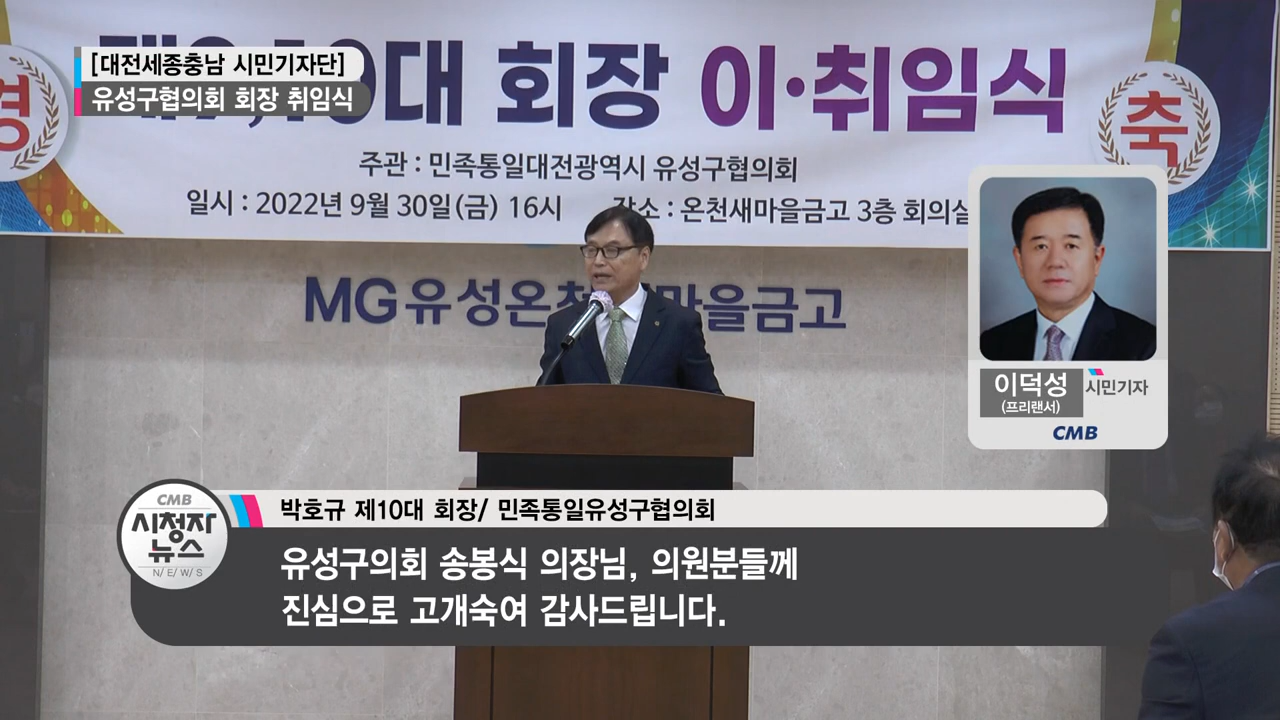 [대전세종충남 시민기자단]
유성구협의회 회장 취임식
회장 이·취임식
경
축
주관 : 민족통일대전광역시 유성구협의회
일시 : 2022년 9월 30일(금) 16시 장소 : 온천새마을금고 3층 회의실
MG유성온천 마을금고
이덕성
(프리랜서)
시민기자
CMB
CMB
시청자
뉴스
N/E/W/S
박호규 제10대 회장/ 민족통일유성구협의회
유성구의회 송봉식 의장님, 의원분들께
진심으로 고개숙여 감사드립니다.